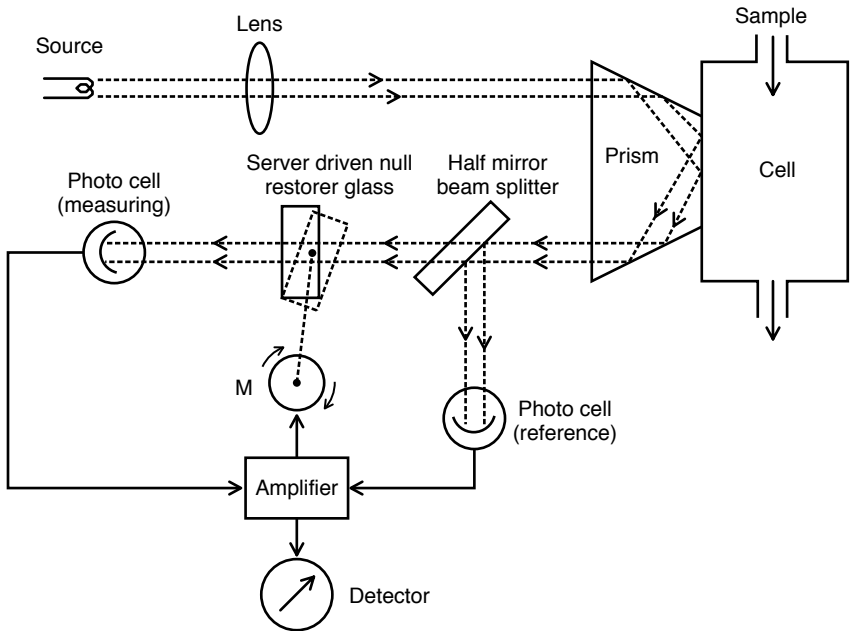 Sample
Lens
Source
Prism
Cell
Server driven null
restorer glass
Half mirror
beam splitter
Photo cell
(measuring)
M
Photo cell
(reference)
Amplifier
Detector